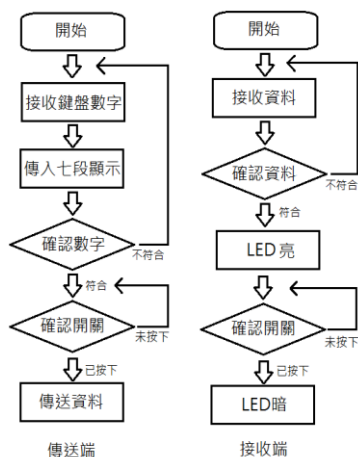 開始
接收鍵盤數字
傳入七段顯示
確認數字
不符合
符合
確認開關
未按下
已按下
傳送資料
傳送端
開始
接收資料
確認資料
不符合
符合
LED亮
確認開關
未按下
已按下
LED暗
接收端